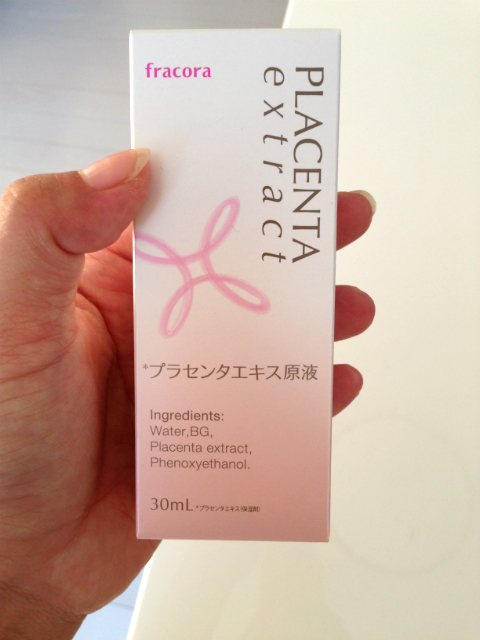 fracora
PLACENTA
extract
*プラセンタエキス原液
Ingredients:
Water,BG,
Placenta extract,
Phenoxyethanol.
30mL *プラセンタエキス(保湿剤)